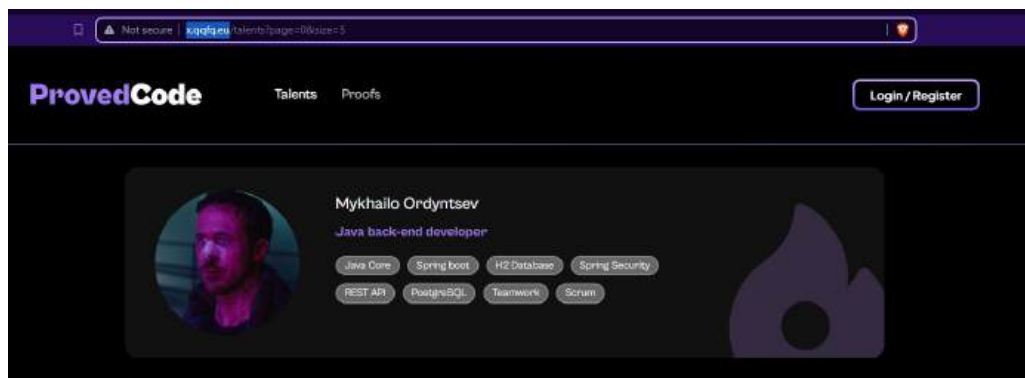 Not secure | x.qqfq.eu/talents?page=0&size=5
ProvedCode
Talents
Proofs
Login / Register
Mykhailo Ordyntsev
Java back-end developer
Java Core
Spring boot
H2 Database
Spring Security
REST API
PostgreSQL
Teamwork
Scrum